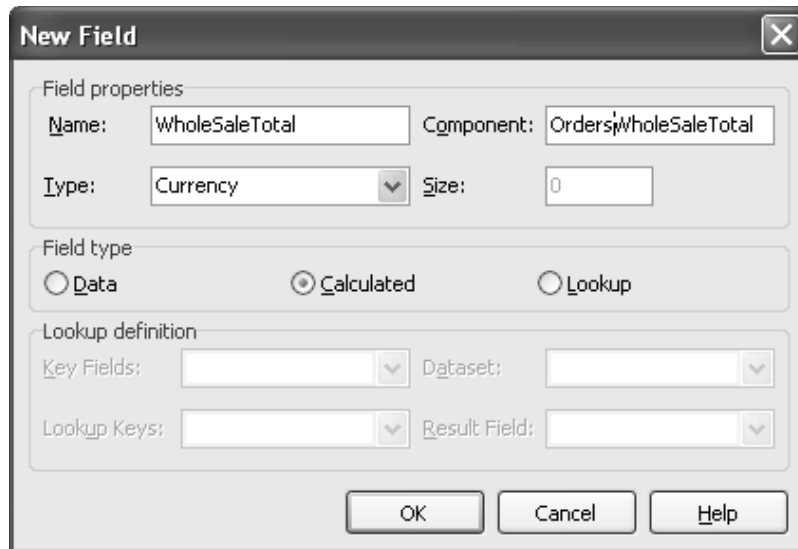 New Field
Field properties
Name: WholeSaleTotal Component: OrdersWholeSaleTotal
Type: Currency Size: 0
Field type
Data Calculated Lookup
Lookup definition
Key Fields: Dataset:
Lookup Keys: Result Field:
OK Cancel Help